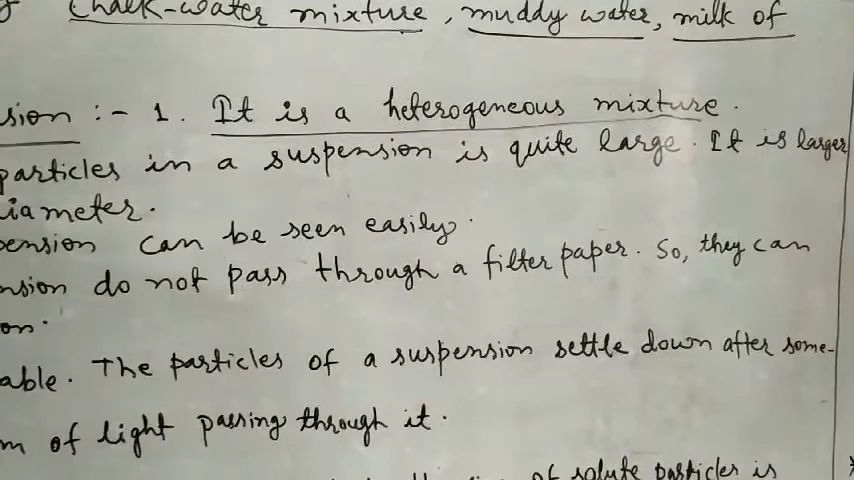 Chalk-water mixture, muddy water, milk of
sion :- 1. It is a heterogeneous mixture.
particles in a suspension is quite large. It is larger
iameter.
pension can be seen easily.
nsion do not pass through a filter paper. So, they can
on.
able. The particles of a suspension settle down after some-
m of light passing through it.
of solute particles is